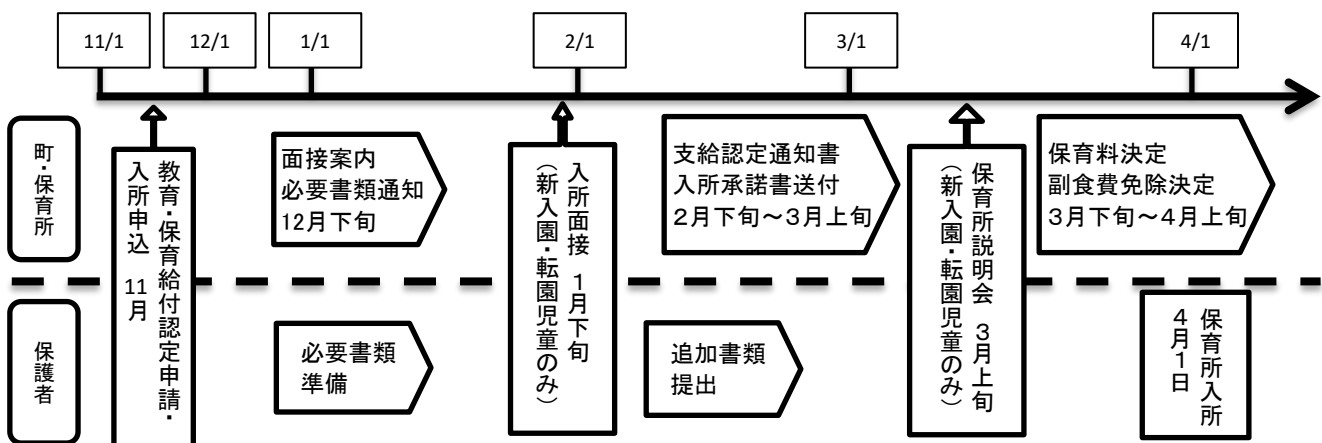 11/1
12/1
1/1
2/1
3/1
4/1
町・保育所
教育・保育給付認定申請・
入所申込 11月
面接案内
必要書類通知
12月下旬
入所面接 1月下旬
（新入園・転園児童のみ）
支給認定通知書
入所承諾書送付
２月下旬～３月上旬
保育所説明会 ３月上旬
（新入園・転園児童のみ）
保育料決定
副食費免除決定
３月下旬～４月上旬
保護者
必要書類
準備
追加書類
提出
保育所入所
４月１日